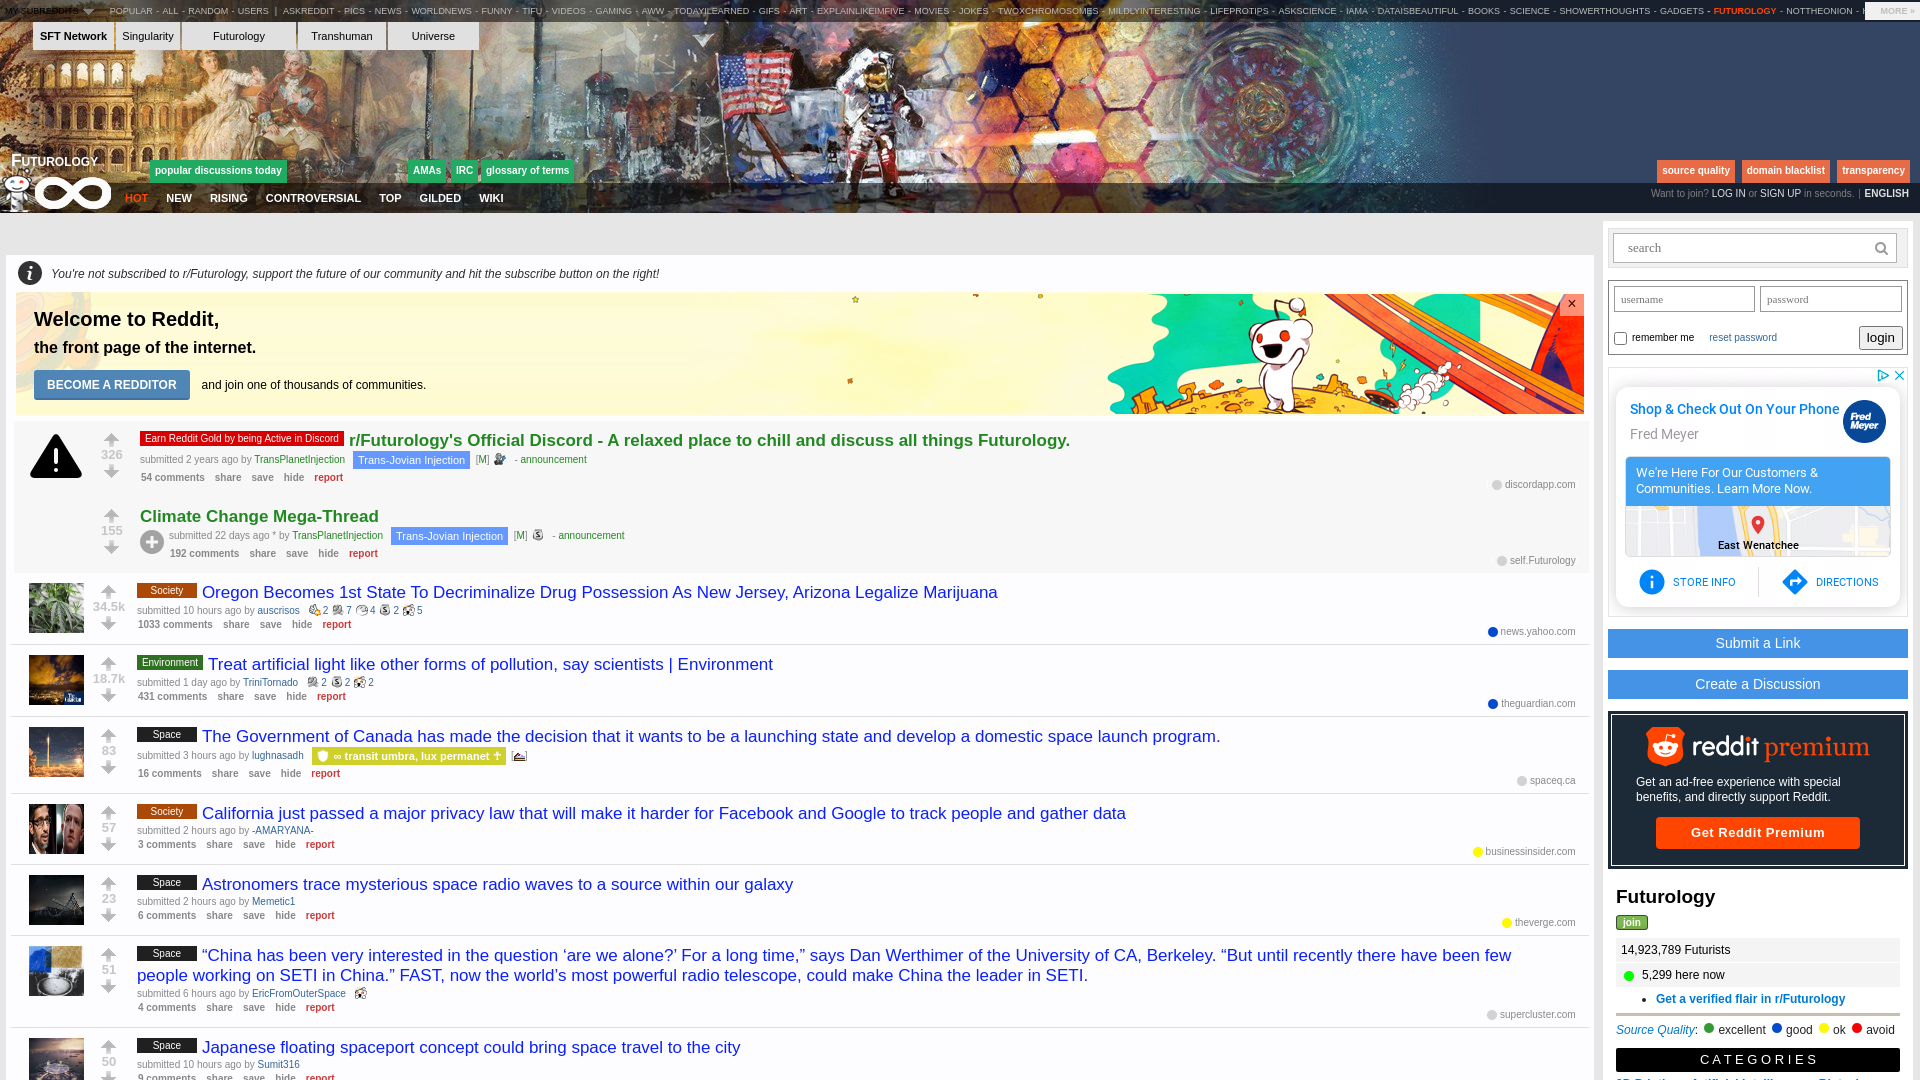 MY SUBREDDITS POPULAR - ALL - RANDOM - USERS | ASKREDDIT - PICS - NEWS - WORLDNEWS - FUNNY - TIFU - VIDEOS - GAMING - AWW - TODAYILEARNED - GIFS - ART - EXPLAINLIKEIMFIVE - MOVIES - JOKES - TWOXCHROMOSOMES - MILDLYINTERESTING - LIFEPROTIPS - ASKSCIENCE - IAMA - DATAISBEAUTIFUL - BOOKS - SCIENCE - SHOWERTHOUGHTS - GADGETS - FUTUROLOGY - NOTTHEONION - MORE »
SFT Network Singularity Futurology Transhuman Universe
FUTUROLOGY
popular discussions today AMAs IRC glossary of terms source quality domain blacklist transparency
HOT NEW RISING CONTROVERSIAL TOP GILDED WIKI
Want to join? LOG IN or SIGN UP in seconds. | ENGLISH
You're not subscribed to r/Futurology, support the future of our community and hit the subscribe button on the right!
Welcome to Reddit,
the front page of the internet.
BECOME A REDDITOR and join one of thousands of communities.
×
326
Earn Reddit Gold by being Active in Discord r/Futurology's Official Discord - A relaxed place to chill and discuss all things Futurology.
submitted 2 years ago by TransPlanetInjection Trans-Jovian Injection [M] - announcement
54 comments share save hide report
discordapp.com
155
Climate Change Mega-Thread
submitted 22 days ago * by TransPlanetInjection Trans-Jovian Injection [M] - announcement
192 comments share save hide report
self.Futurology
34.5k
Society Oregon Becomes 1st State To Decriminalize Drug Possession As New Jersey, Arizona Legalize Marijuana
submitted 10 hours ago by auscrisos 2 7 4 2 5
1033 comments share save hide report
news.yahoo.com
18.7k
Environment Treat artificial light like other forms of pollution, say scientists | Environment
submitted 1 day ago by TriniTornado 2 2 2
431 comments share save hide report
theguardian.com
83
Space The Government of Canada has made the decision that it wants to be a launching state and develop a domestic space launch program.
submitted 3 hours ago by lughnasadh ∞ transit umbra, lux permanet ☥ []
16 comments share save hide report
spaceq.ca
57
Society California just passed a major privacy law that will make it harder for Facebook and Google to track people and gather data
submitted 2 hours ago by -AMARYANA-
3 comments share save hide report
businessinsider.com
23
Space Astronomers trace mysterious space radio waves to a source within our galaxy
submitted 2 hours ago by Memetic1
6 comments share save hide report
theverge.com
51
Space “China has been very interested in the question ‘are we alone?’ For a long time,” says Dan Werthimer of the University of CA, Berkeley. “But until recently there have been few
people working on SETI in China.” FAST, now the world’s most powerful radio telescope, could make China the leader in SETI.
submitted 6 hours ago by EricFromOuterSpace
4 comments share save hide report
supercluster.com
50
Space Japanese floating spaceport concept could bring space travel to the city
submitted 10 hours ago by Sumit316
9 comments share save hide report
search
username password
remember me reset password login
Shop & Check Out On Your Phone
Fred Meyer
Fred
Meyer
We're Here For Our Customers &
Communities. Learn More Now.
East Wenatchee
STORE INFO DIRECTIONS
Submit a Link
Create a Discussion
reddit premium
Get an ad-free experience with special
benefits, and directly support Reddit.
Get Reddit Premium
Futurology
join
14,923,789 Futurists
5,299 here now
• Get a verified flair in r/Futurology
Source Quality: excellent good ok avoid
CATEGORIES